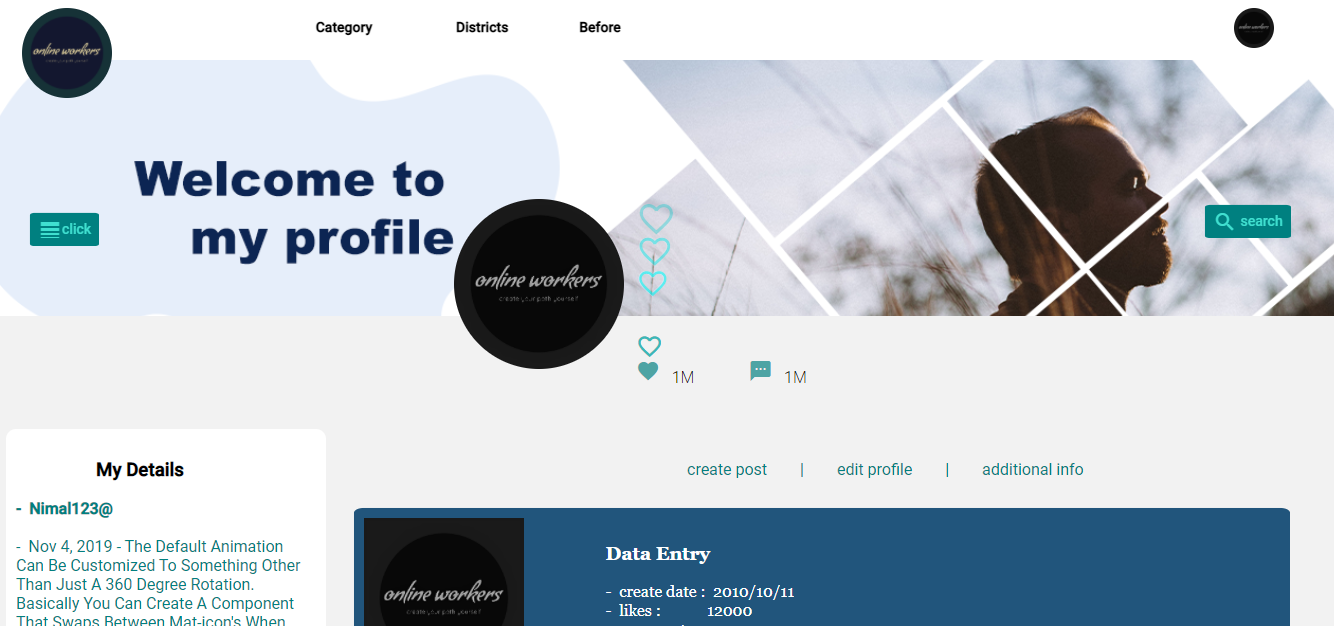 online workers
Category Districts Before
Welcome to
my profile
click
search
online workers
create your path yourself
1M 1M
My Details
- Nimal123@
- Nov 4, 2019 - The Default Animation
Can Be Customized To Something Other
Than Just A 360 Degree Rotation.
Basically You Can Create A Component
That Swaps Between Mat-icon's When
create post | edit profile | additional info
online workers
create your path yourself
Data Entry
- create date : 2010/10/11
- likes : 12000